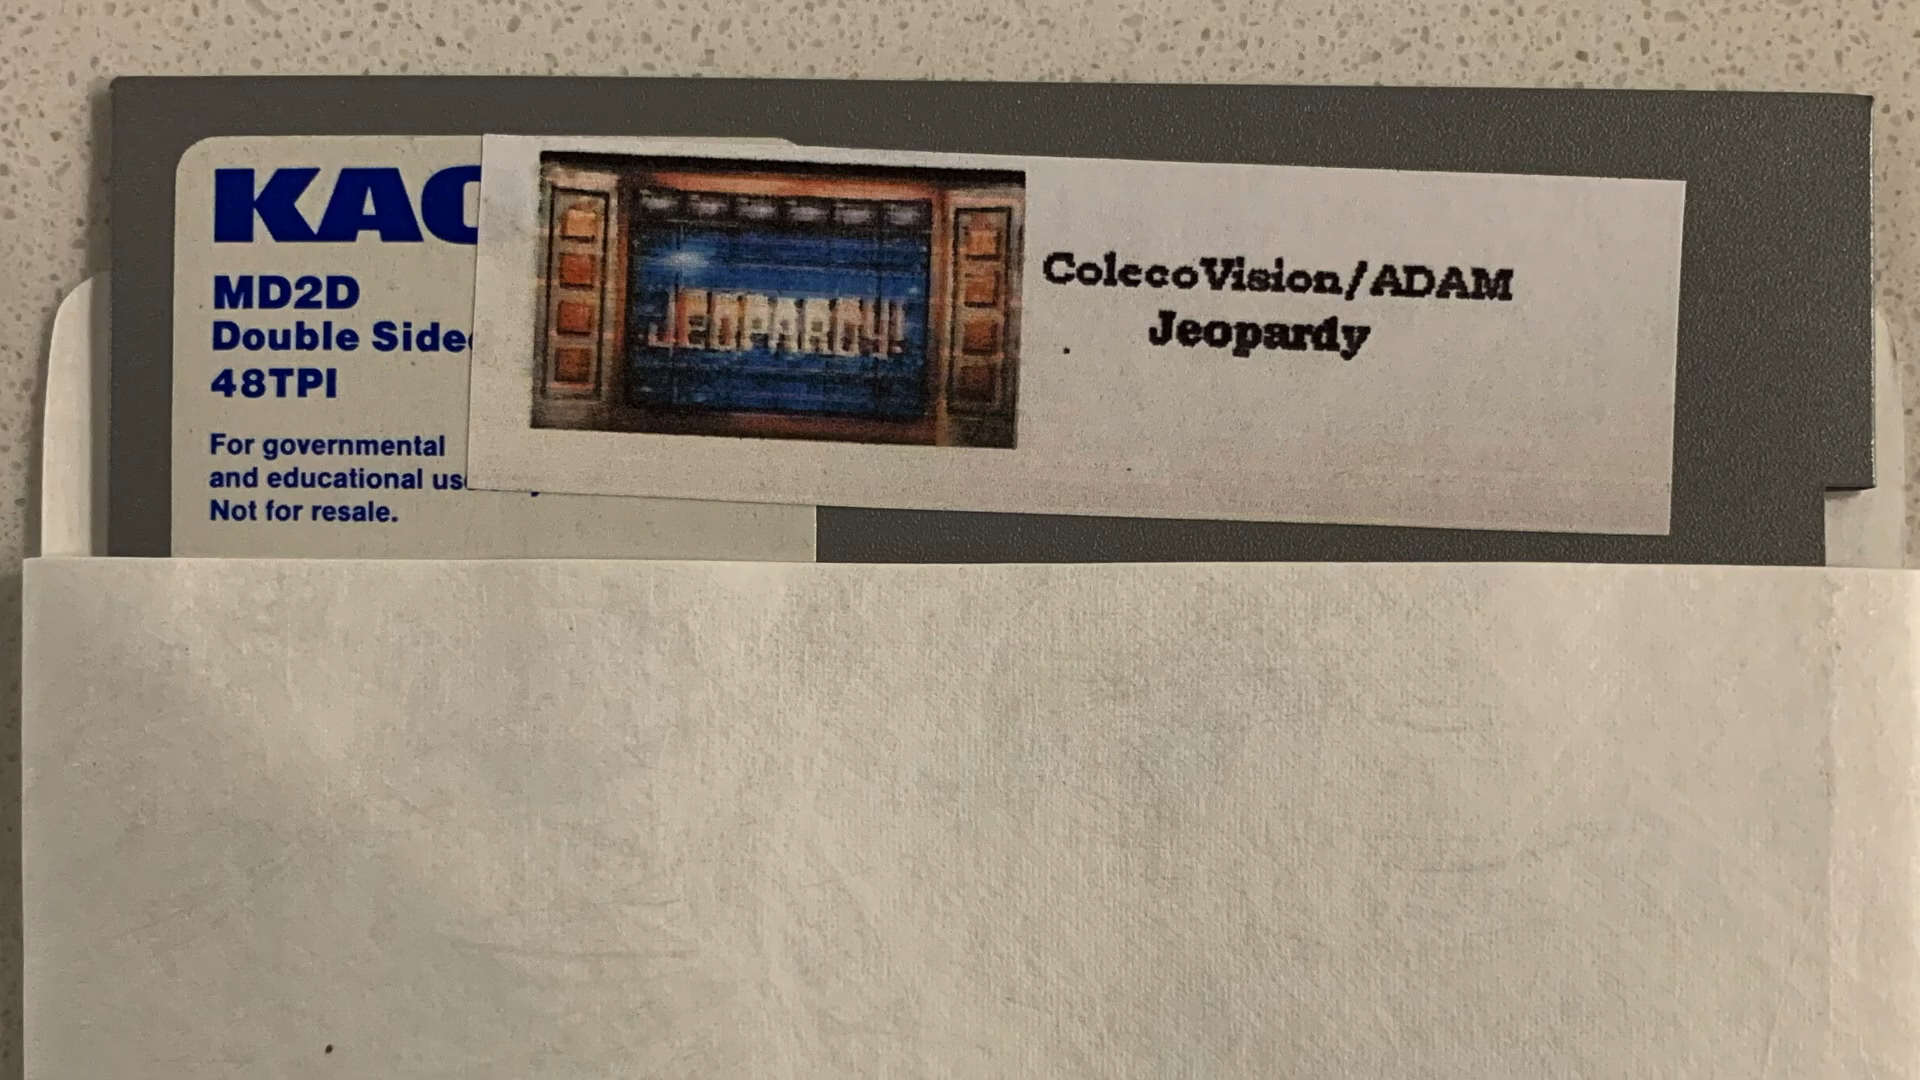 KAO
MD2D
Double Side
48TPI
For governmental
and educational us
Not for resale.
JEOPARDY!
ColecoVision/ADAM
Jeopardy